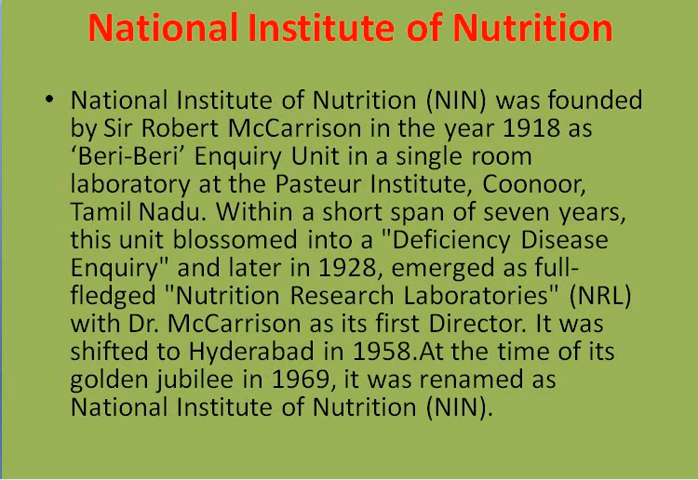 National Institute of Nutrition
• National Institute of Nutrition (NIN) was founded
by Sir Robert McCarrison in the year 1918 as
‘Beri-Beri’ Enquiry Unit in a single room
laboratory at the Pasteur Institute, Coonoor,
Tamil Nadu. Within a short span of seven years,
this unit blossomed into a "Deficiency Disease
Enquiry" and later in 1928, emerged as full-
fledged "Nutrition Research Laboratories" (NRL)
with Dr. McCarrison as its first Director. It was
shifted to Hyderabad in 1958.At the time of its
golden jubilee in 1969, it was renamed as
National Institute of Nutrition (NIN).